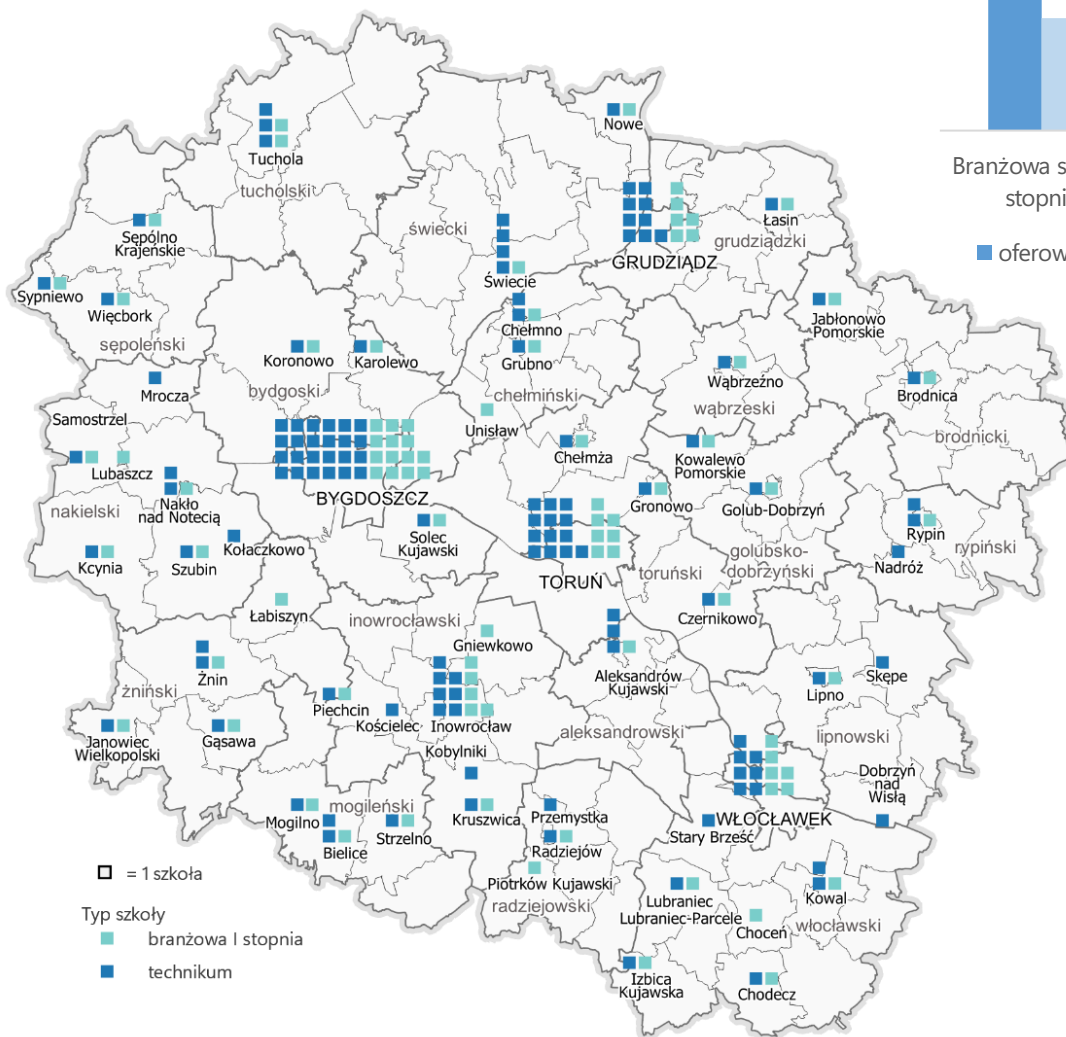 Nowe
Tuchola
tucholski
Branżowa s
stopni
Łasin
Sępólno
Krajeńskie
świecki
grudziądzki
oferow
GRUDZIĄDZ
Świecie
Sypniewo
Więcbork
Jabłonowo
Pomorskie
Chełmno
sępoleński
Koronowo
Karolewo
Grubno
Wąbrzeźno
Mrocza
bydgoski
chełmiński
Brodnica
wąbrzeski
Samostrzel
Unisław
brodnicki
Chełmża
Kowalewo
Pomorskie
Lubaszcz
BYGDOSZCZ
Nakło
nad Notecią
nakielski
Gronowo
Golub-Dobrzyń
Solec
Kujawski
Kołaczkowo
Rypin
rypiński
Kcynia
Szubin
golubsko-
dobrzyński
Nadróż
TORUŃ
toruński
Łabiszyn
inowrocławski
Czernikowo
Gniewkowo
Aleksandrów
Kujawski
Skępe
Żnin
żniński
Lipno
Piechcin
Kościelec
Inowrocław
aleksandrowski
lipnowski
Janowiec
Wielkopolski
Gąsawa
Kobylniki
Dobrzyń
nad
Wisłą
mogileński
Mogilno
Kruszwica
Przemystka
WŁOCŁAWEK
Strzelno
Stary Brześć
Bielice
Radziejów
= 1 szkoła
Piotrków Kujawski
Lubraniec
Kowal
radziejowski
Lubraniec-Parcele
Typ szkoły
Choceń
włocławski
branżowa I stopnia
technikum
Izbica
Kujawska
Chodecz